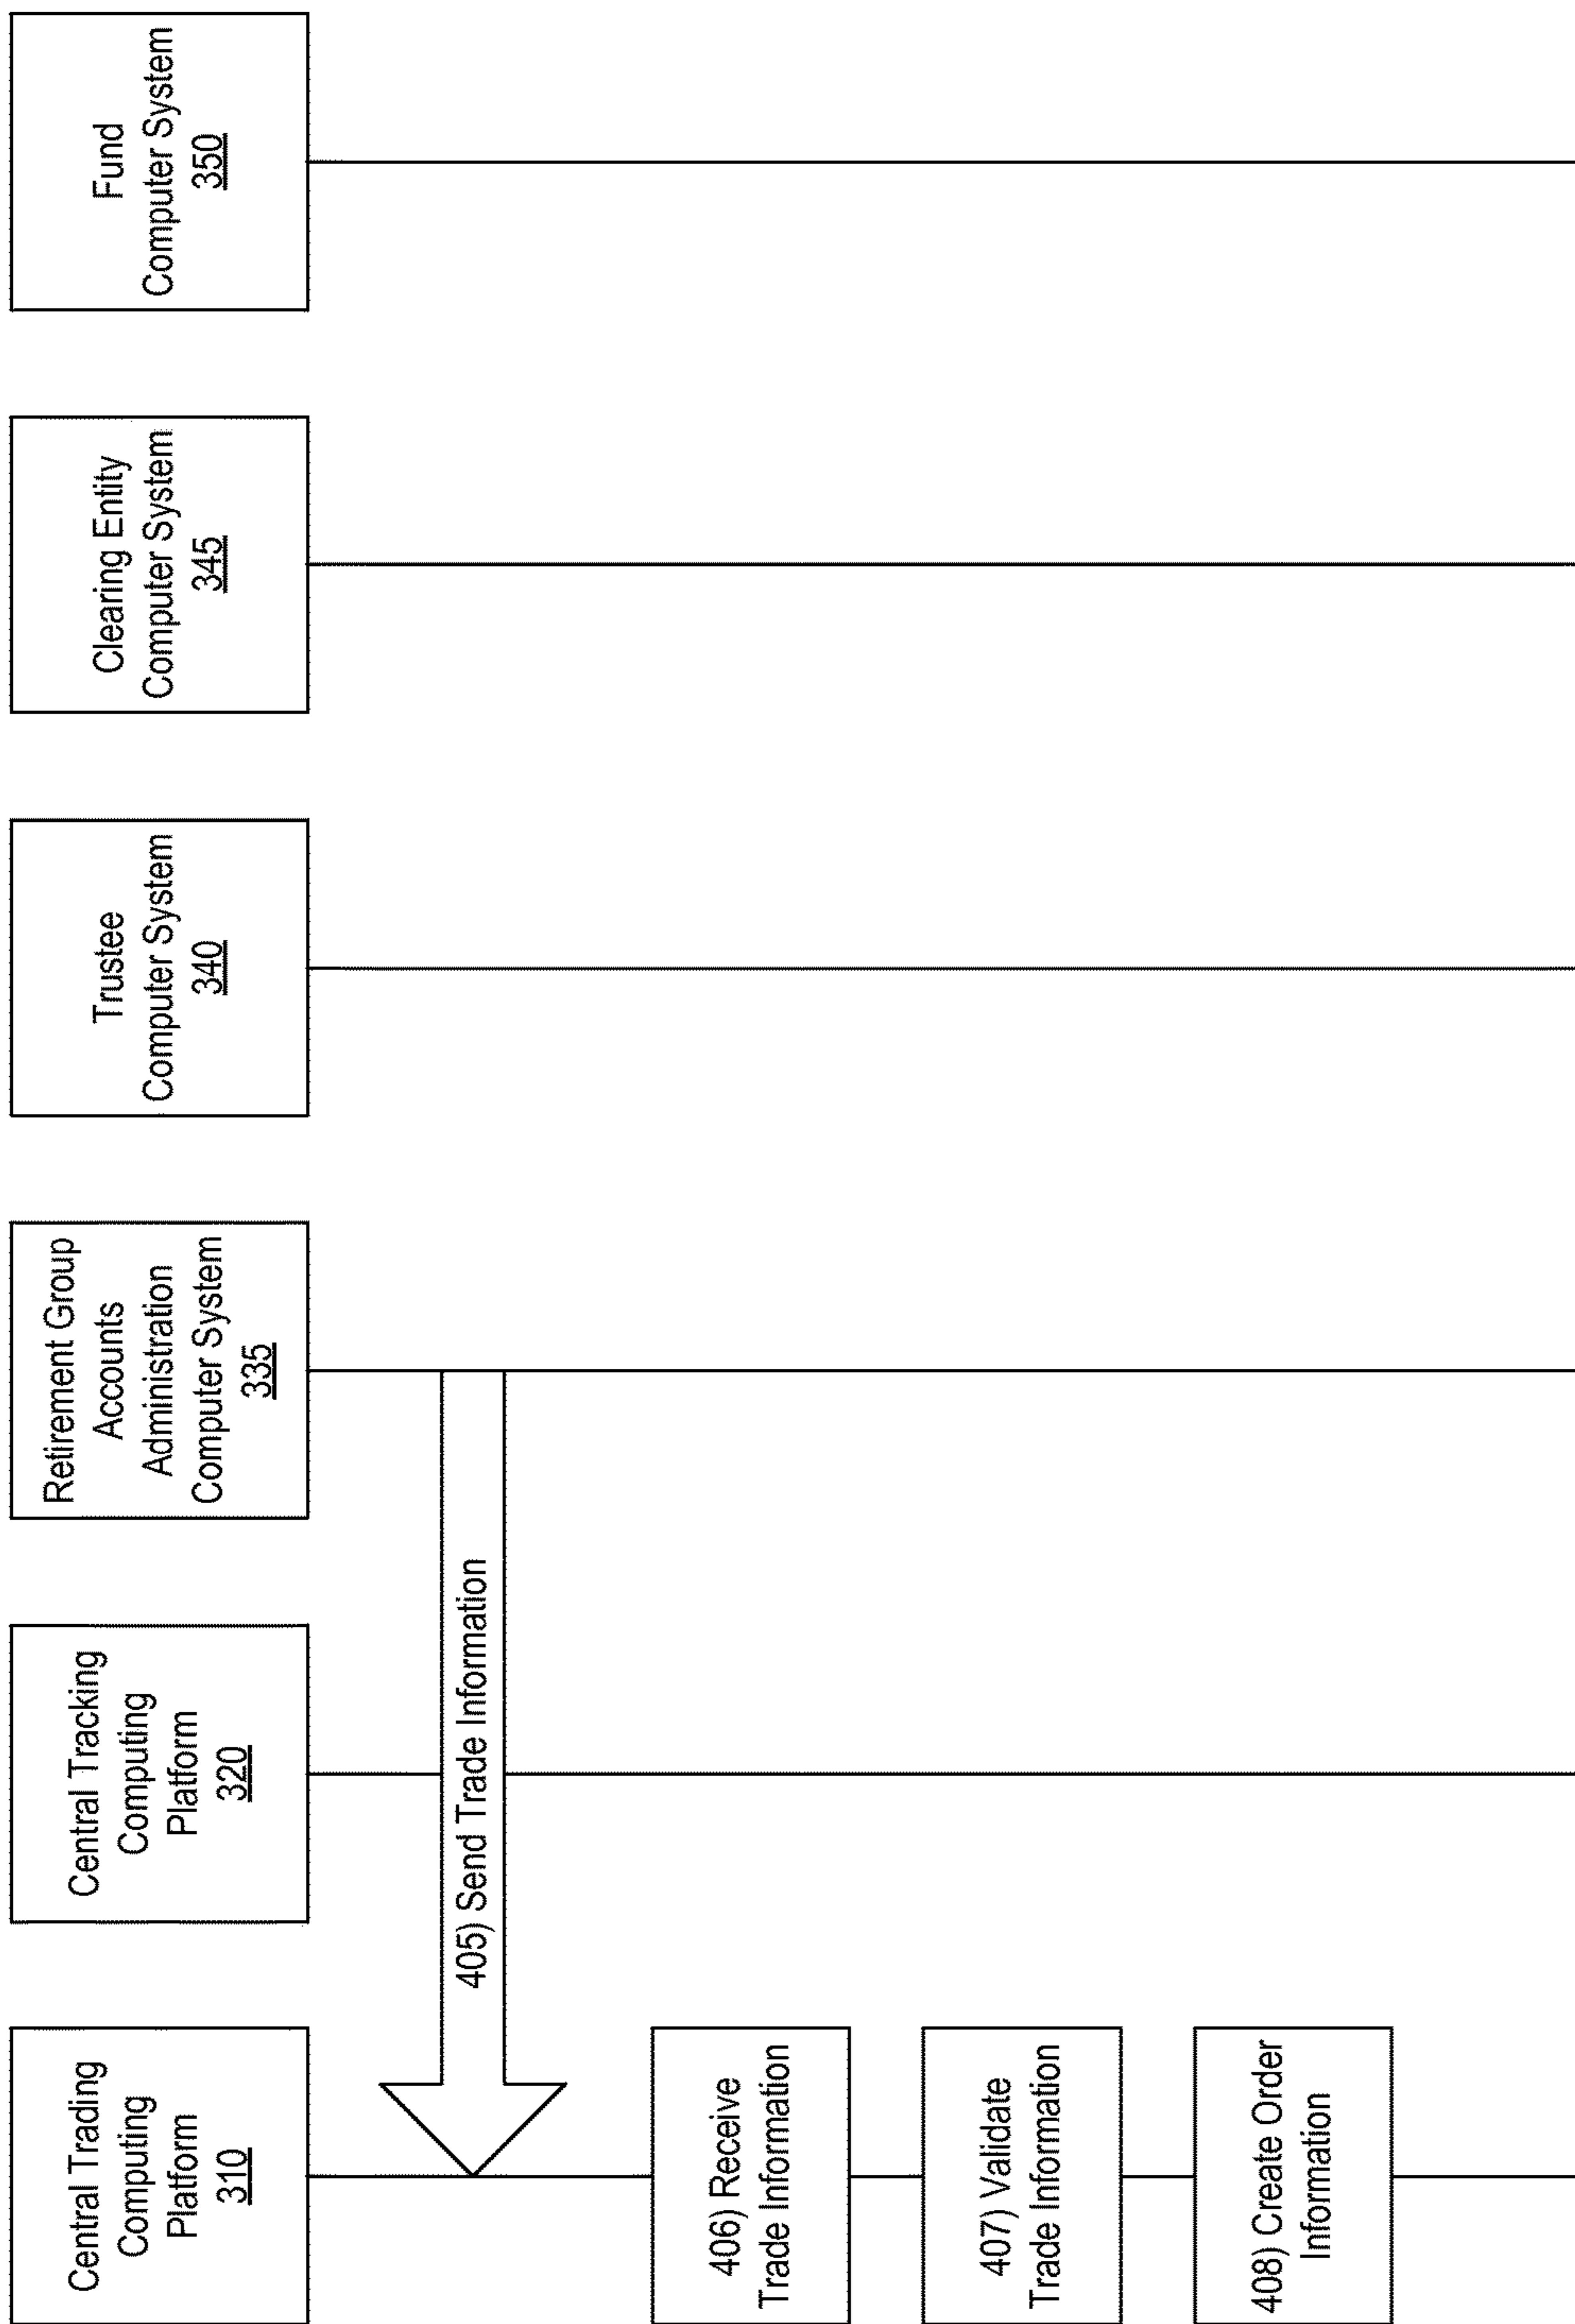 Central Trading
Computing
Platform
310
Central Tracking
Computing
Platform
320
Retirement Group
Accounts
Administration
Computer System
335
Trustee
Computer System
340
Clearing Entity
Computer System
345
Fund
Computer System
350
405) Send Trade Information
406) Receive
Trade Information
407) Validate
Trade Information
408) Create Order
Information